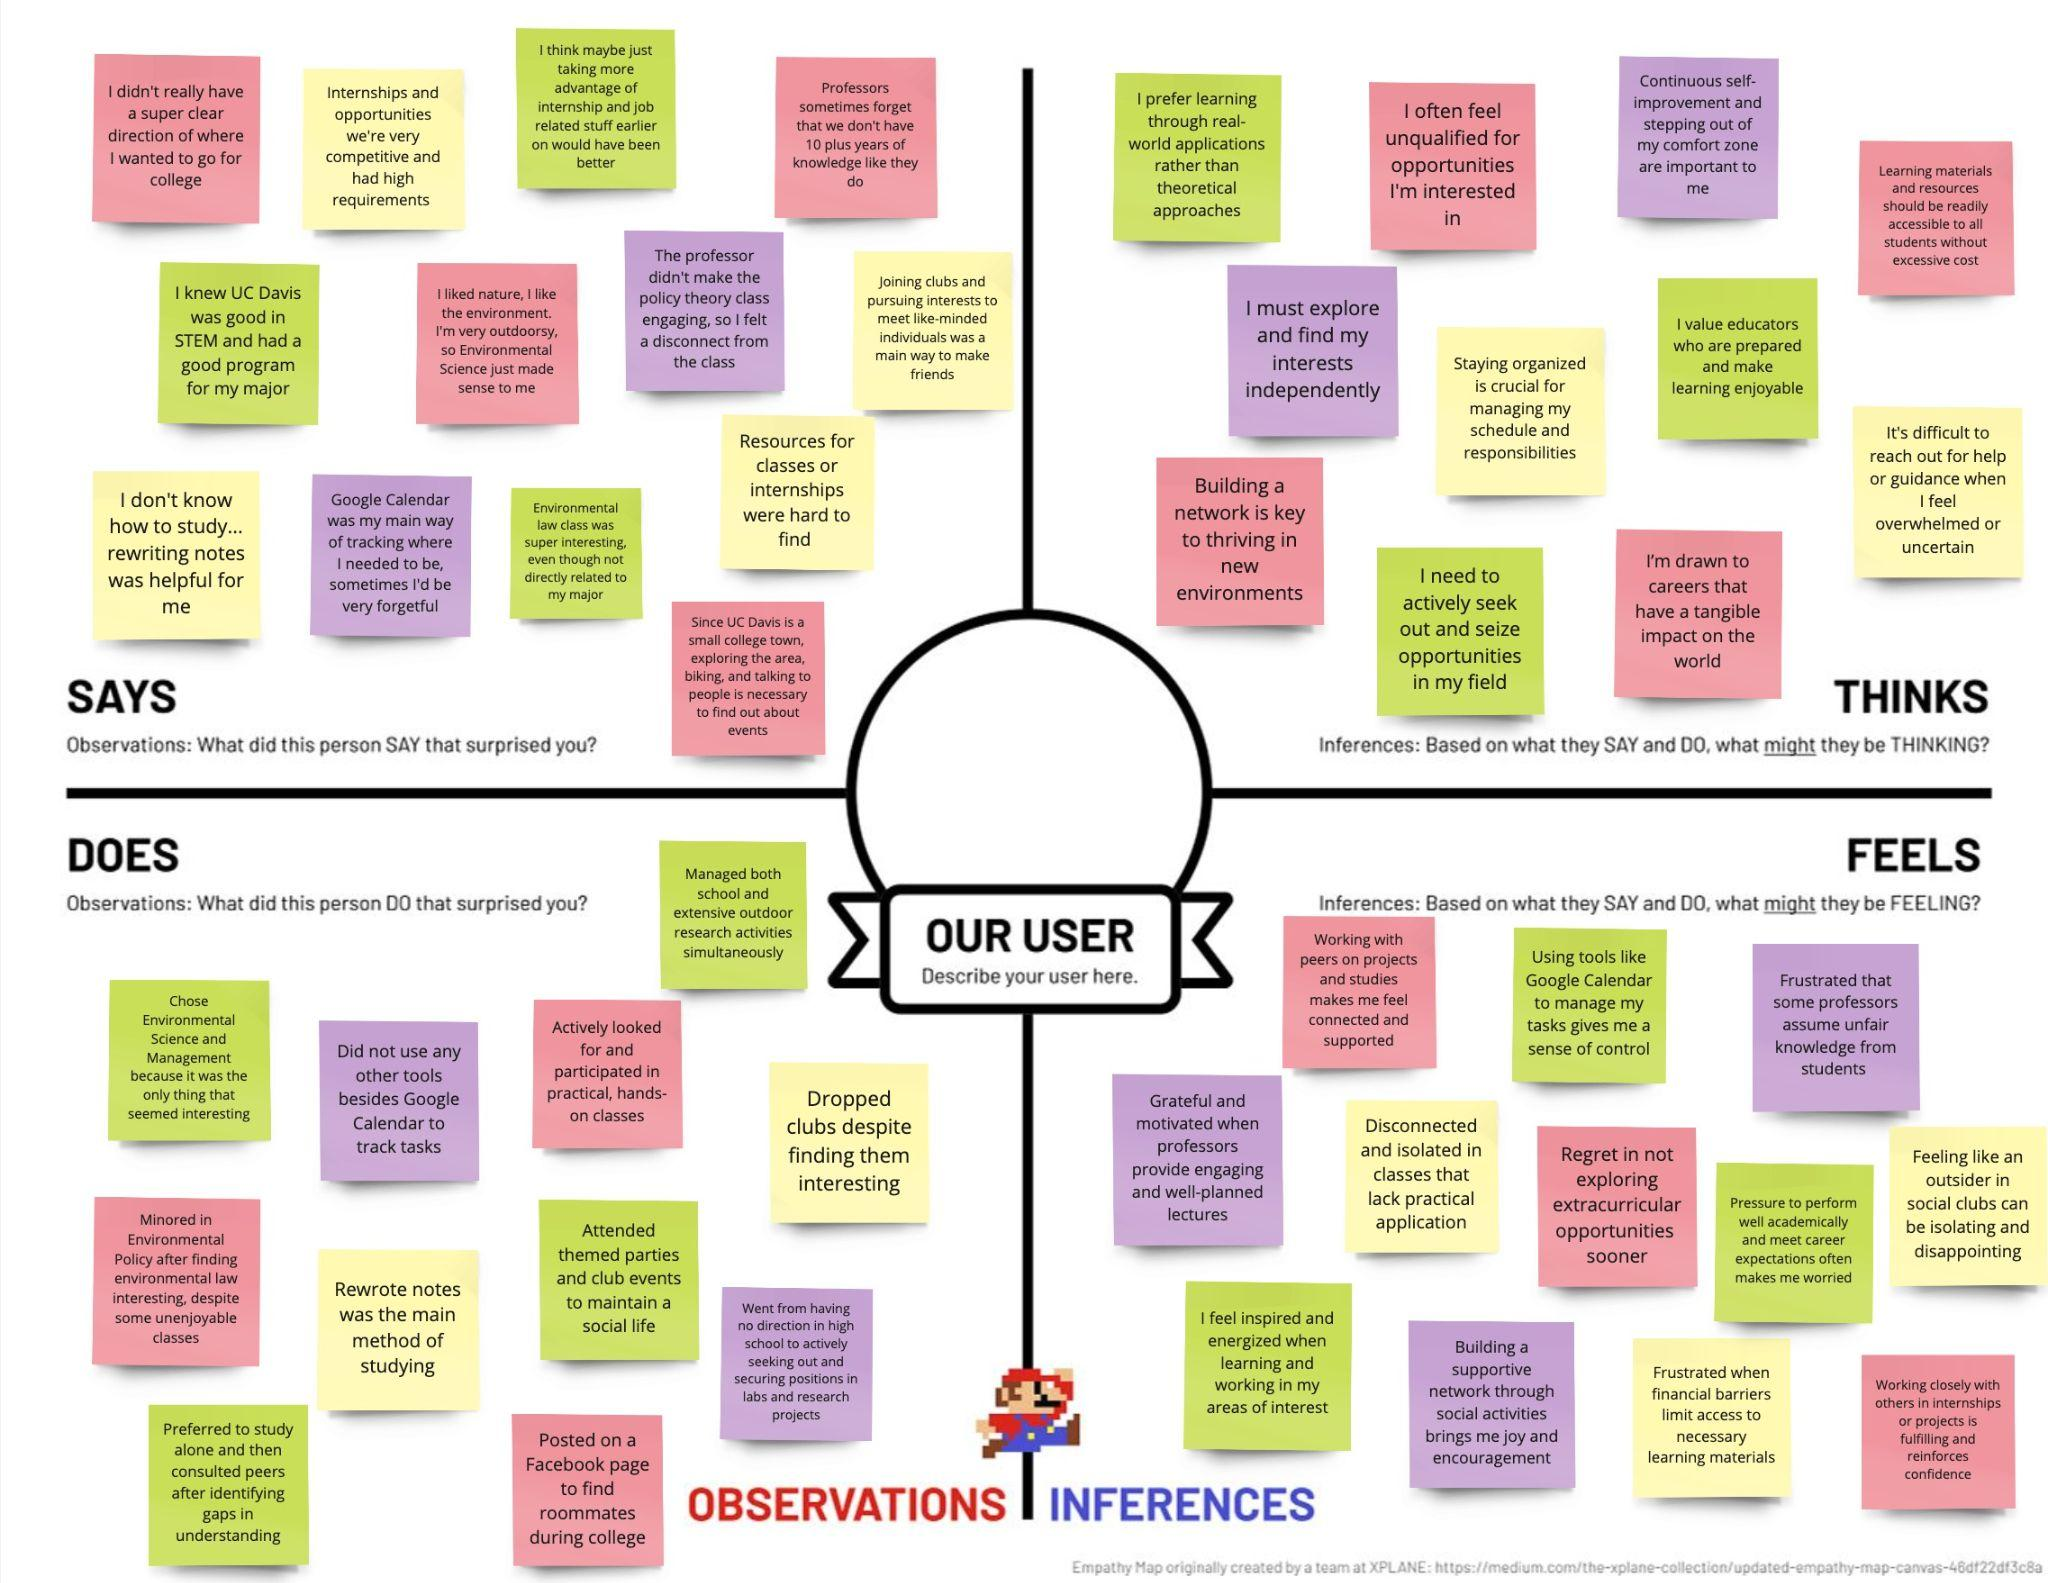 I didn't really have
a super clear
direction of where
I wanted to go for
college
Internships and
opportunities
we're very
competitive and
had high
requirements
I think maybe just
taking more
advantage of
internship and job
related stuff earlier
on would have been
better
Professors
sometimes forget
that we don't have
10 plus years of
knowledge like they
do
I knew UC Davis
was good in
STEM and had a
good program
for my major
I liked nature, I like
the environment.
I'm very outdoorsy,
so Environmental
Science just made
sense to me
The professor
didn't make the
policy theory class
engaging, so I felt
a disconnect from
the class
Joining clubs and
pursuing interests to
meet like-minded
individuals was a
main way to make
friends
I don't know
how to study...
rewriting notes
was helpful for
me
Google Calendar
was my main way
of tracking where
I needed to be,
sometimes I'd be
very forgetful
Environmental
law class was
super interesting,
even though not
directly related to
my major
Resources for
classes or
internships
were hard to
find
Since UC Davis is a
small college town,
exploring the area,
biking, and talking to
people is necessary
to find out about
events
SAYS
Observations: What did this person SAY that surprised you?
I prefer learning
through real-
world applications
rather than
theoretical
approaches
I often feel
unqualified for
opportunities
I'm interested
in
Continuous self-
improvement and
stepping out of
my comfort zone
are important to
me
Learning materials
and resources
should be readily
accessible to all
students without
excessive cost
I must explore
and find my
interests
independently
Staying organized
is crucial for
managing my
schedule and
responsibilities
I value educators
who are prepared
and make
learning enjoyable
It's difficult to
reach out for help
or guidance when
I feel
overwhelmed or
uncertain
Building a
network is key
to thriving in
new
environments
I need to
actively seek
out and seize
opportunities
in my field
I'm drawn to
careers that
have a tangible
impact on the
world
THINKS
Inferences: Based on what they SAY and DO, what might they be THINKING?
DOES
Observations: What did this person DO that surprised you?
Managed both
school and
extensive outdoor
research activities
simultaneously
Chose
Environmental
Science and
Management
because it was the
only thing that
seemed interesting
Did not use any
other tools
besides Google
Calendar to
track tasks
Actively looked
for and
participated in
practical, hands-
on classes
Dropped
clubs despite
finding them
interesting
Minored in
Environmental
Policy after finding
environmental law
interesting, despite
some unenjoyable
classes
Rewrote notes
was the main
method of
studying
Attended
themed parties
and club events
to maintain a
social life
Went from having
no direction in high
school to actively
seeking out and
securing positions in
labs and research
projects
Preferred to study
alone and then
consulted peers
after identifying
gaps in
understanding
Posted on a
Facebook page
to find
roommates
during college
OUR USER
Describe your user here.
FEELS
Inferences: Based on what they SAY and DO, what might they be FEELING?
Working with
peers on projects
and studies
makes me feel
connected and
supported
Using tools like
Google Calendar
to manage my
tasks gives me a
sense of control
Frustrated that
some professors
assume unfair
knowledge from
students
Grateful and
motivated when
professors
provide engaging
and well-planned
lectures
Disconnected
and isolated in
classes that
lack practical
application
Regret in not
exploring
extracurricular
opportunities
sooner
Pressure to perform
well academically
and meet career
expectations often
makes me worried
Feeling like an
outsider in
social clubs can
be isolating and
disappointing
I feel inspired and
energized when
learning and
working in my
areas of interest
Building a
supportive
network through
social activities
brings me joy and
encouragement
Frustrated when
financial barriers
limit access to
necessary
learning materials
Working closely with
others in internships
or projects is
fulfilling and
reinforces
confidence
OBSERVATIONS
INFERENCES
Empathy Map originally created by a team at XPLANE: https://medium.com/the-xplane-collection/updated-empathy-map-canvas-46df22df3c8a